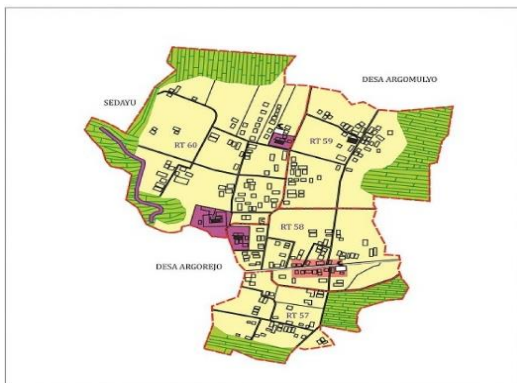 DESA ARGOMULYO
SEDAYU
RT 59
RT 60
RT 58
DESA ARGOREJO
RT 57